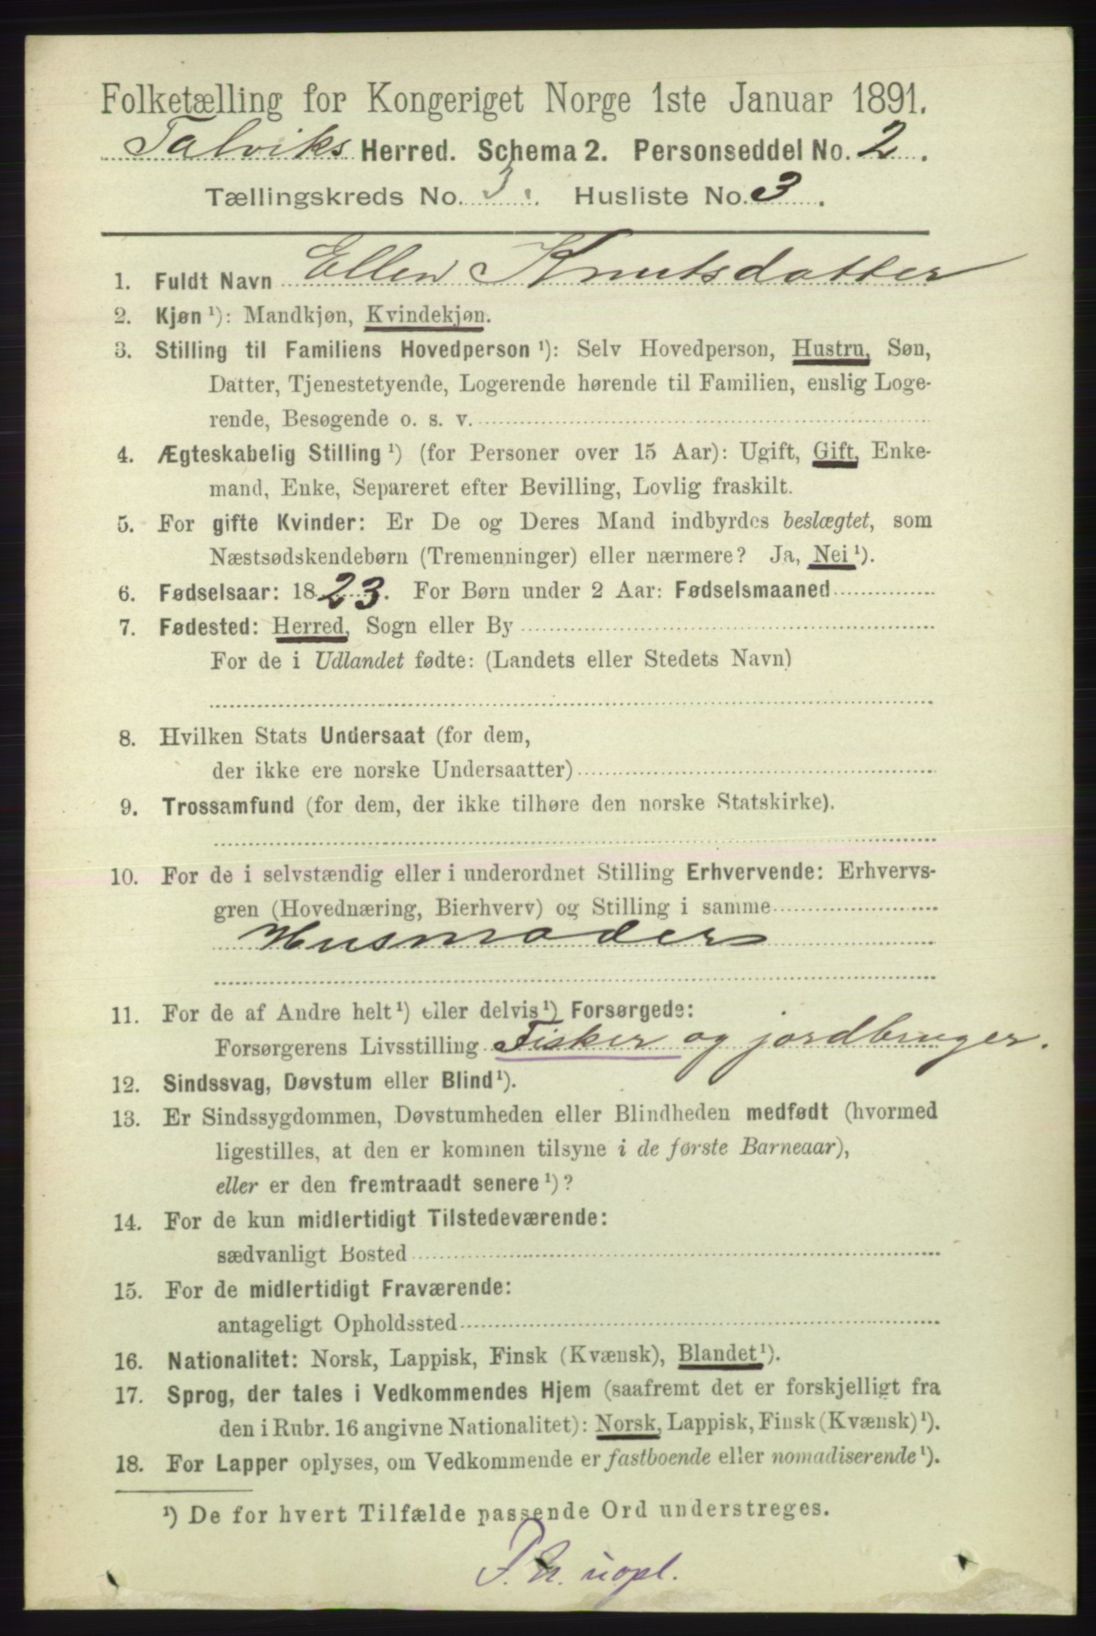 Folketælling for Kongeriget Norge 1ste Januar 1891.
Talviks Herred. Schema 2. Personseddel No. 2.
Tællingskreds No. 3. Husliste No. 3.
1. Fuldt Navn Ellen Knutsdatter
2. Kjøn ¹): Mandkjøn, Kvindekjøn.
3. Stilling til Familiens Hovedperson ¹): Selv Hovedperson, Hustru, Søn,
Datter, Tjenestetyende, Logerende hørende til Familien, enslig Loge-
rende, Besøgende o. s. v.
4. Ægteskabelig Stilling ¹) (for Personer over 15 Aar): Ugift, Gift, Enke-
mand, Enke, Separeret efter Bevilling, Lovlig fraskilt.
5. For gifte Kvinder: Er De og Deres Mand indbyrdes beslægtet, som
Næstsødskendebørn (Tremenninger) eller nærmere? Ja, Nei ¹).
6. Fødselsaar: 1823. For Børn under 2 Aar: Fødselsmaaned
7. Fødested: Herred, Sogn eller By
For de i Udlandet fødte: (Landets eller Stedets Navn)
8. Hvilken Stats Undersaat (for dem,
der ikke ere norske Undersaatter)
9. Trossamfund (for dem, der ikke tilhøre den norske Statskirke).
10. For de i selvstændig eller i underordnet Stilling Erhvervende: Erhvervs-
gren (Hovednæring, Bierhverv) og Stilling i samme
Husmoder
11. For de af Andre helt ¹) eller delvis ¹) Forsørgede:
Forsørgerens Livsstilling Fisker og jordbruger.
12. Sindssvag, Døvstum eller Blind ¹).
13. Er Sindssygdommen, Døvstumheden eller Blindheden medfødt (hvormed
ligestilles, at den er kommen tilsyne i de første Barneaar),
eller er den fremtraadt senere ¹)?
14. For de kun midlertidigt Tilstedeværende:
sædvanligt Bosted
15. For de midlertidigt Fraværende:
antageligt Opholdssted
16. Nationalitet: Norsk, Lappisk, Finsk (Kvænsk), Blandet ¹).
17. Sprog, der tales i Vedkommendes Hjem (saafremt det er forskjelligt fra
den i Rubr. 16 angivne Nationalitet): Norsk, Lappisk, Finsk (Kvænsk) ¹).
18. For Lapper oplyses, om Vedkommende er fastboende eller nomadiserende ¹).
¹) De for hvert Tilfælde passende Ord understreges.
uopl.